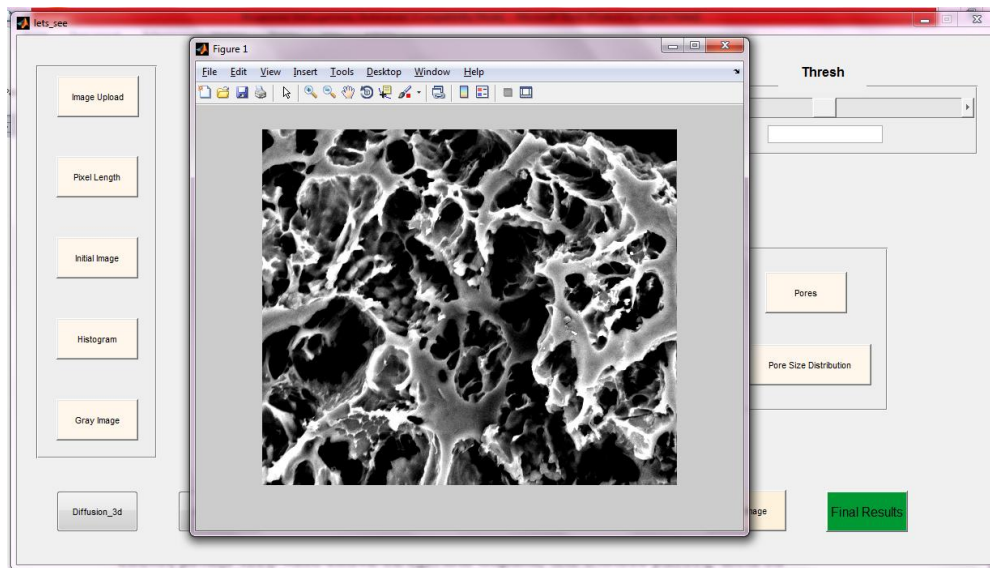 lets_see
Figure 1
File Edit View Insert Tools Desktop Window Help
Thresh
Image Upload
Pixel Length
Initial Image
Histogram
Gray Image
Pores
Pore Size Distribution
Diffusion_3d
Final Results